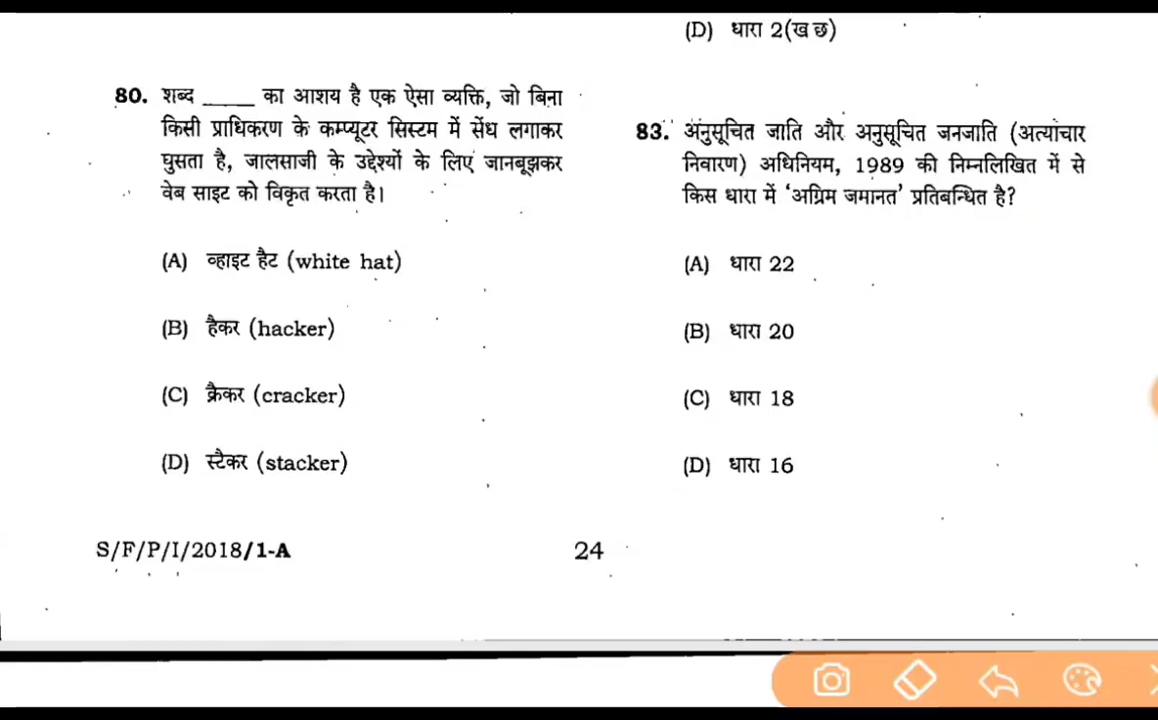 (D) धारा 2(ख छ)
80. शब्द _____ का आशय है एक ऐसा व्यक्ति, जो बिना
किसी प्राधिकरण के कम्प्यूटर सिस्टम में सेंध लगाकर
घुसता है, जालसाजी के उद्देश्यों के लिए जानबूझकर
वेब साइट को विकृत करता है।
(A) व्हाइट हैट (white hat)
(B) हैकर (hacker)
(C) क्रैकर (cracker)
(D) स्टैकर (stacker)
83. अनुसूचित जाति और अनुसूचित जनजाति (अत्याचार
निवारण) अधिनियम, 1989 की निम्नलिखित में से
किस धारा में ‘अग्रिम जमानत’ प्रतिबन्धित है?
(A) धारा 22
(B) धारा 20
(C) धारा 18
(D) धारा 16
S/F/P/I/2018/1-A
24